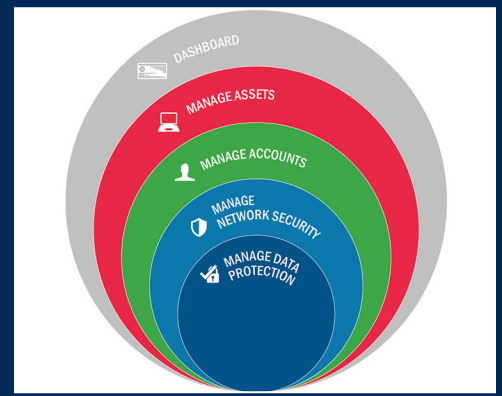 DASHBOARD
MANAGE ASSETS
MANAGE ACCOUNTS
MANAGE
NETWORK SECURITY
MANAGE DATA
PROTECTION